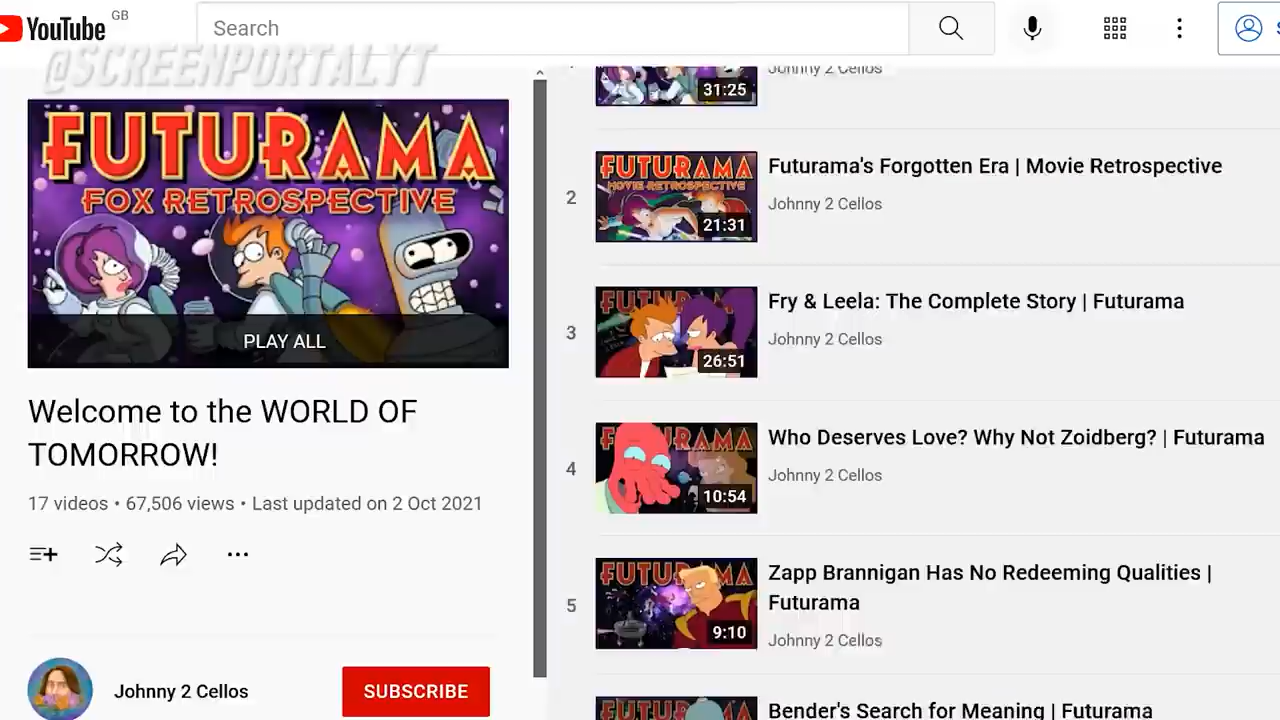 YouTube GB
Search
S
@SCREENPORTALYT
FUTURAMA
FOX RETROSPECTIVE
PLAY ALL
Welcome to the WORLD OF
TOMORROW!
17 videos • 67,506 views • Last updated on 2 Oct 2021
Johnny 2 Cellos
SUBSCRIBE
Johnny 2 Cellos
31:25
2
FUTURAMA
MOVIE RETROSPECTIVE
21:31
Futurama's Forgotten Era | Movie Retrospective
Johnny 2 Cellos
3
26:51
Fry & Leela: The Complete Story | Futurama
Johnny 2 Cellos
4
10:54
Who Deserves Love? Why Not Zoidberg? | Futurama
Johnny 2 Cellos
5
9:10
Zapp Brannigan Has No Redeeming Qualities |
Futurama
Johnny 2 Cellos
Bender's Search for Meaning | Futurama